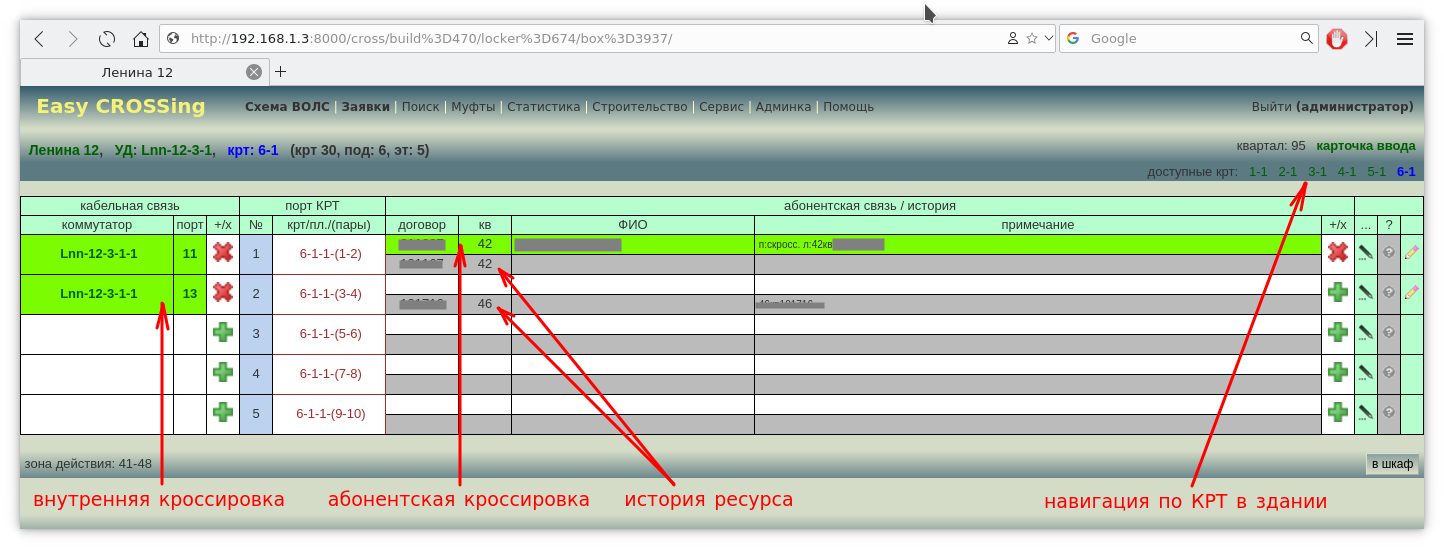 http://192.168.1.3:8000/cross/build%3D470/locker%3D674/box%3D3937/
Google
Ленина 12
Easy CROSSing
Схема ВОЛС | Заявки | Поиск | Муфты | Статистика | Строительство | Сервис | Админка | Помощь
Выйти (администратор)
Ленина 12, УД: Lnn-12-3-1, крт: 6-1 (крт 30, под: 6, эт: 5)
квартал: 95 карточка ввода
доступные крт: 1-1 2-1 3-1 4-1 5-1 6-1
кабельная связь порт КРТ абонентская связь / история
коммутатор порт +/x № крт/пл./(пары) договор кв ФИО примечание +/x ... ?
Lnn-12-3-1-1 11 1 6-1-1-(1-2) 42 п:скросс. л:42кв ?
42
Lnn-12-3-1-1 13 2 6-1-1-(3-4) ?
46
3 6-1-1-(5-6) ?
4 6-1-1-(7-8) ?
5 6-1-1-(9-10) ?
зона действия: 41-48
в шкаф
внутренняя кроссировка абонентская кроссировка история ресурса навигация по КРТ в здании